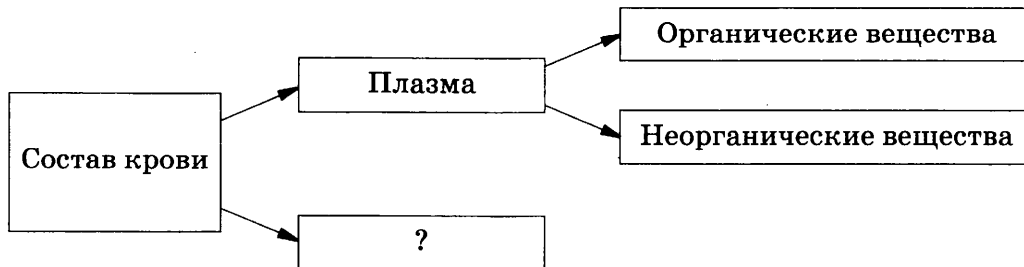 Состав крови
Плазма
?
Органические вещества
Неорганические вещества